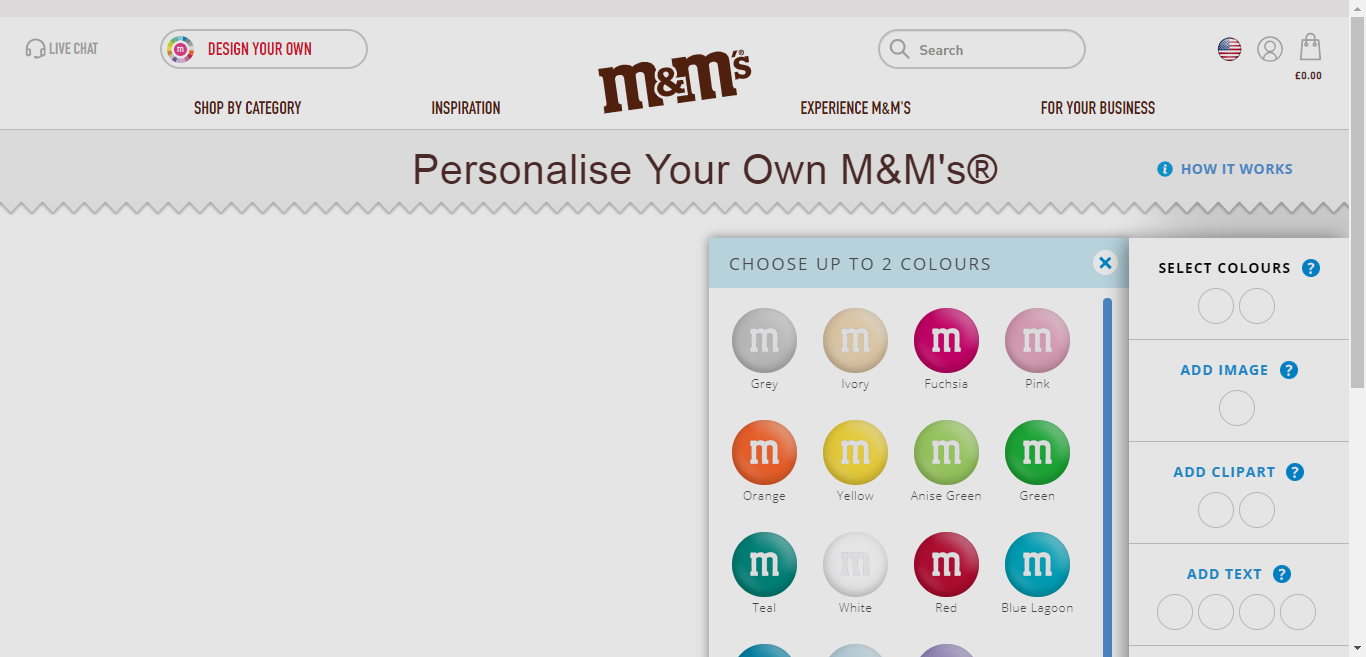 LIVE CHAT
DESIGN YOUR OWN
m&m's®
Search
£0.00
SHOP BY CATEGORY
INSPIRATION
EXPERIENCE M&M'S
FOR YOUR BUSINESS
Personalise Your Own M&M's®
HOW IT WORKS
CHOOSE UP TO 2 COLOURS
m m m m
Grey Ivory Fuchsia Pink
m m m m
Orange Yellow Anise Green Green
m m m m
Teal White Red Blue Lagoon
SELECT COLOURS ?
ADD IMAGE ?
ADD CLIPART ?
ADD TEXT ?